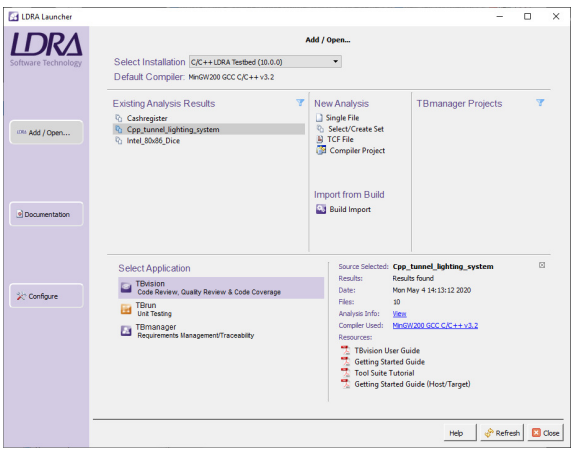 LDRA Launcher
LDRA
Software Technology
LDRA Add / Open...
Documentation
Configure
Add / Open...
Select Installation C/C++ LDRA Testbed (10.0.0)
Default Compiler: MinGW200 GCC C/C++ v3.2
Existing Analysis Results
Cashregister
Cpp_tunnel_lighting_system
Intel_80x86_Dice
New Analysis
Single File
Select/Create Set
TCF File
Compiler Project
Import from Build
Build Import
TBmanager Projects
Select Application
TBvision
Code Review, Quality Review & Code Coverage
TBrun
Unit Testing
TBmanager
Requirements Management/Traceability
Source Selected: Cpp_tunnel_lighting_system
Results: Results found
Date: Mon May 4 14:13:12 2020
Files: 10
Analysis Info: View
Compiler Used: MinGW200 GCC C/C++ v3.2
Resources:
TBvision User Guide
Getting Started Guide
Tool Suite Tutorial
Getting Started Guide (Host/Target)
Help Refresh Close